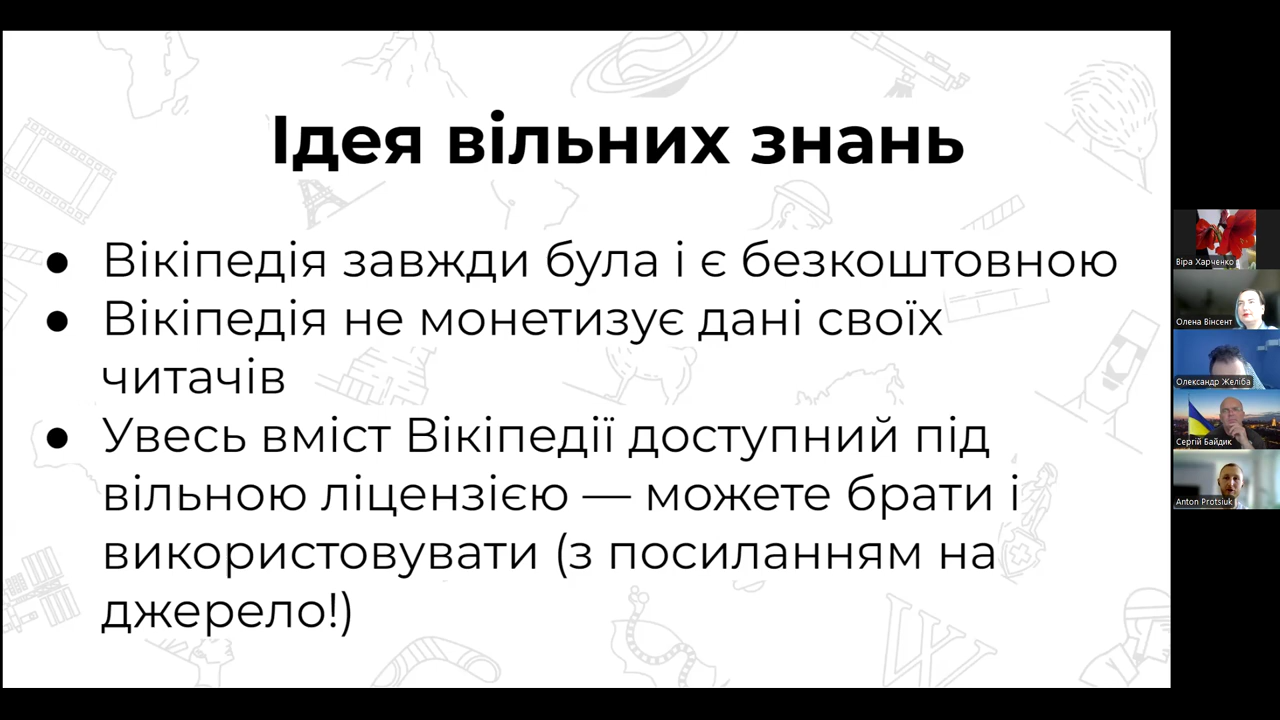 Ідея вільних знань
● Вікіпедія завжди була і є безкоштовною
● Вікіпедія не монетизує дані своїх
читачів
● Увесь вміст Вікіпедії доступний під
вільною ліцензією — можете брати і
використовувати (з посиланням на
джерело!)
Віра Харченко
Олена Вінсент
Олександр Желіба
Сергій Байдик
Anton Protsiuk